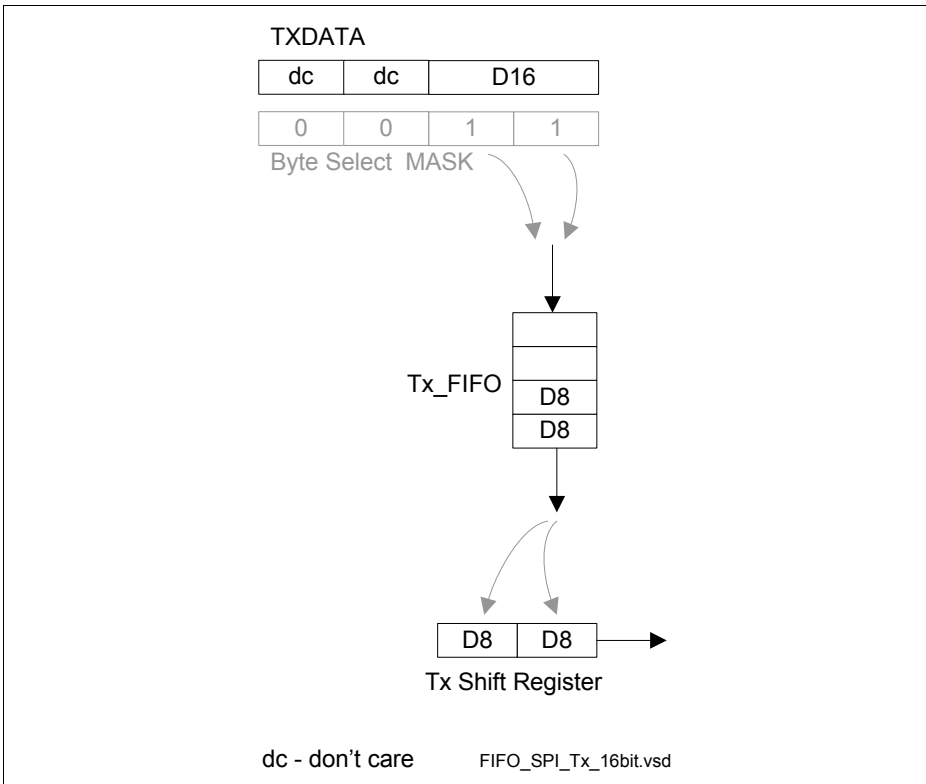 TXDATA
dc dc D16
0 0 1 1
Byte Select MASK
Tx_FIFO
D8
D8
D8 D8
Tx Shift Register
dc - don't care FIFO_SPI_Tx_16bit.vsd